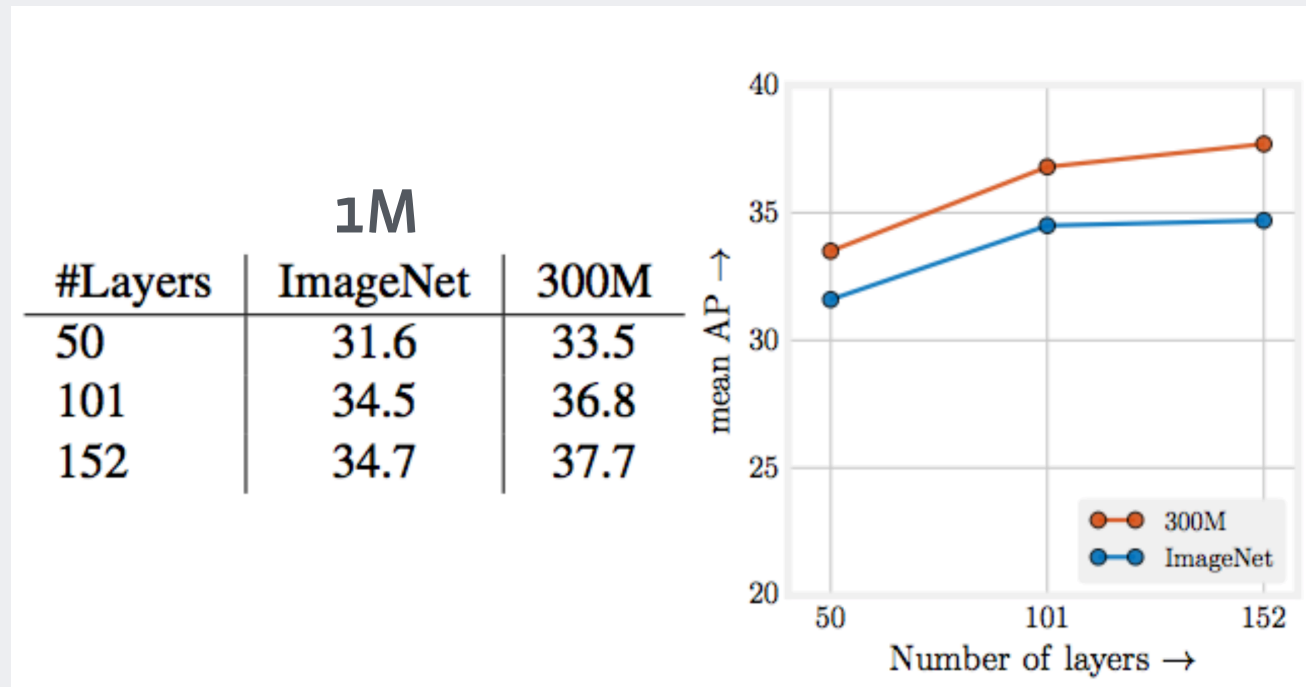 1M
#Layers ImageNet 300M
50 31.6 33.5
101 34.5 36.8
152 34.7 37.7
40
35
30
25
20
mean AP →
300M
ImageNet
50 101 152
Number of layers →